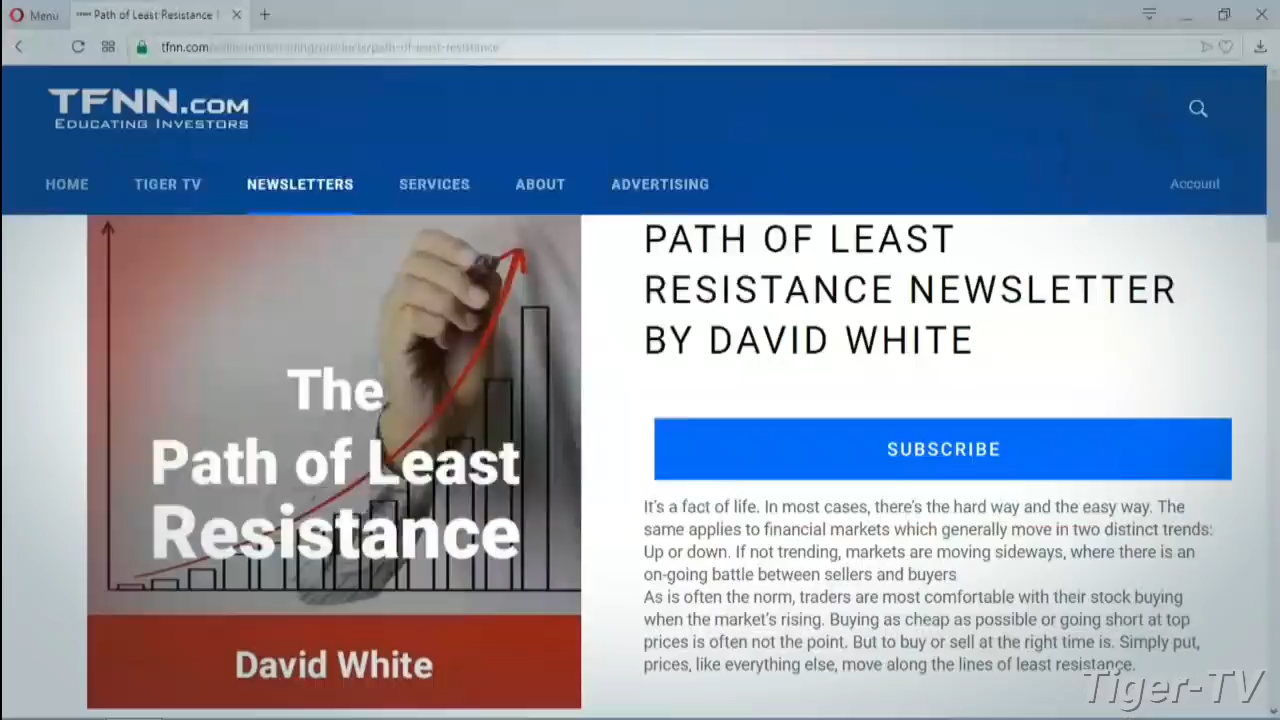 Menu
Path of Least Resistance |
tfnn.com
TFNN.COM
EDUCATING INVESTORS
HOME TIGER TV NEWSLETTERS SERVICES ABOUT ADVERTISING Account
PATH OF LEAST
RESISTANCE NEWSLETTER
BY DAVID WHITE
The
Path of Least
Resistance
David White
SUBSCRIBE
It's a fact of life. In most cases, there's the hard way and the easy way. The
same applies to financial markets which generally move in two distinct trends:
Up or down. If not trending, markets are moving sideways, where there is an
on-going battle between sellers and buyers
As is often the norm, traders are most comfortable with their stock buying
when the market's rising. Buying as cheap as possible or going short at top
prices is often not the point. But to buy or sell at the right time is. Simply put,
prices, like everything else, move along the lines of least resistance.
Tiger-TV